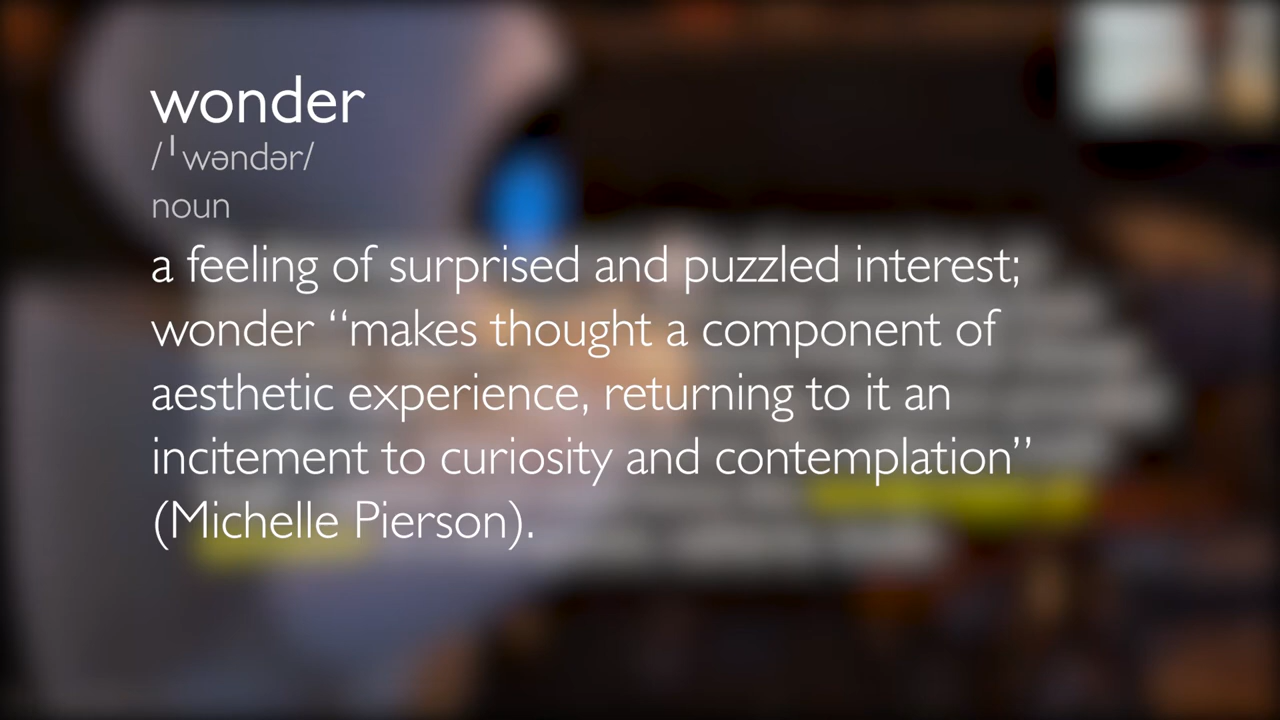 wonder
/ˈwəndər/
noun
a feeling of surprised and puzzled interest;
wonder “makes thought a component of
aesthetic experience, returning to it an
incitement to curiosity and contemplation”
(Michelle Pierson).